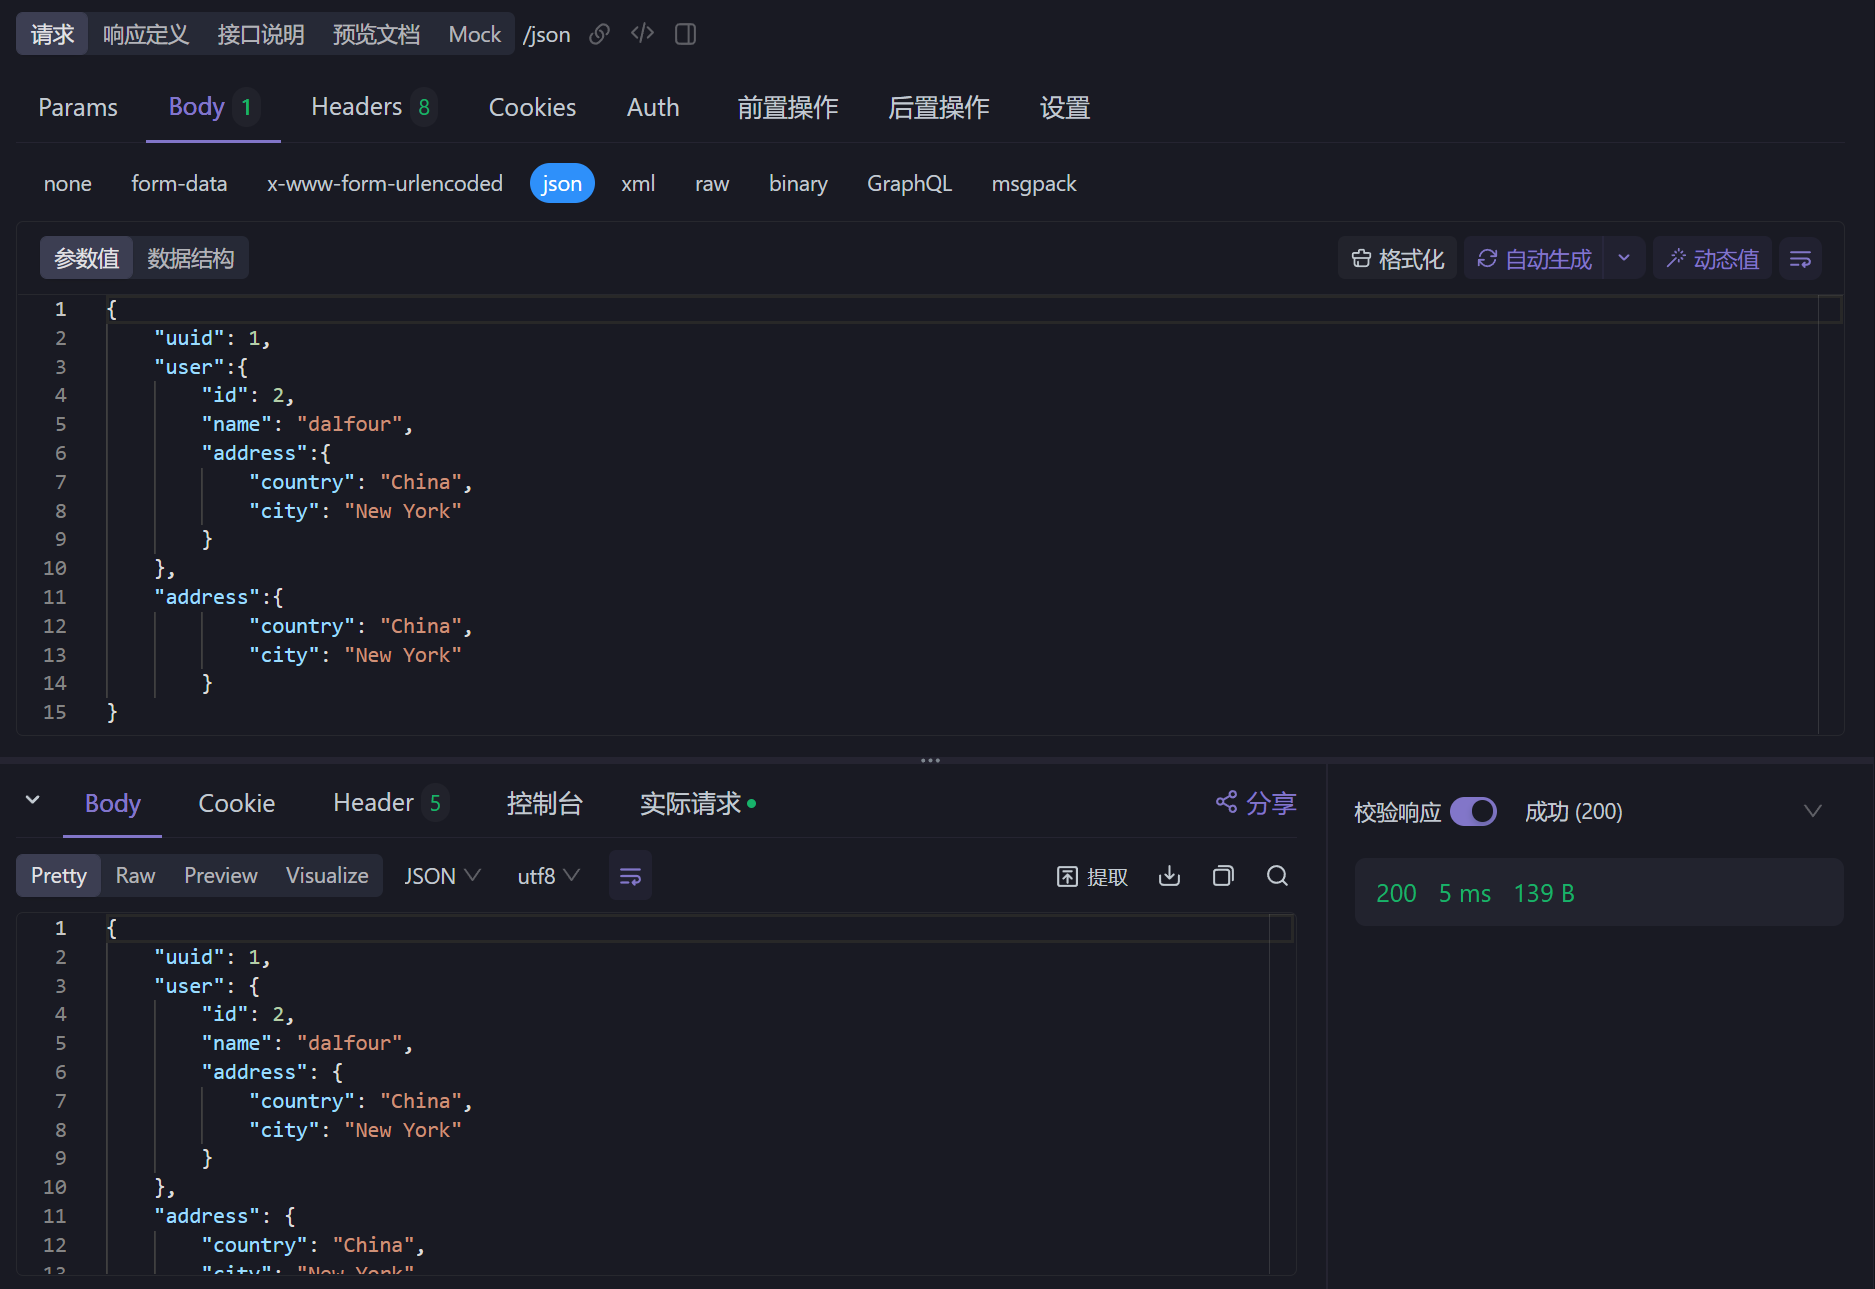 请求 响应定义 接口说明 预览文档 Mock /json
Params Body 1 Headers 8 Cookies Auth 前置操作 后置操作 设置
none form-data x-www-form-urlencoded json xml raw binary GraphQL msgpack
参数值 数据结构 格式化 自动生成 动态值
1 {
2 "uuid": 1,
3 "user":{
4 "id": 2,
5 "name": "dalfour",
6 "address":{
7 "country": "China",
8 "city": "New York"
9 }
10 },
11 "address":{
12 "country": "China",
13 "city": "New York"
14 }
15 }
Body Cookie Header 5 控制台 实际请求 分享
校验响应 成功 (200)
Pretty Raw Preview Visualize JSON utf8 提取
200 5 ms 139 B
1 {
2 "uuid": 1,
3 "user": {
4 "id": 2,
5 "name": "dalfour",
6 "address": {
7 "country": "China",
8 "city": "New York"
9 }
10 },
11 "address": {
12 "country": "China",
13 "city": "New York"